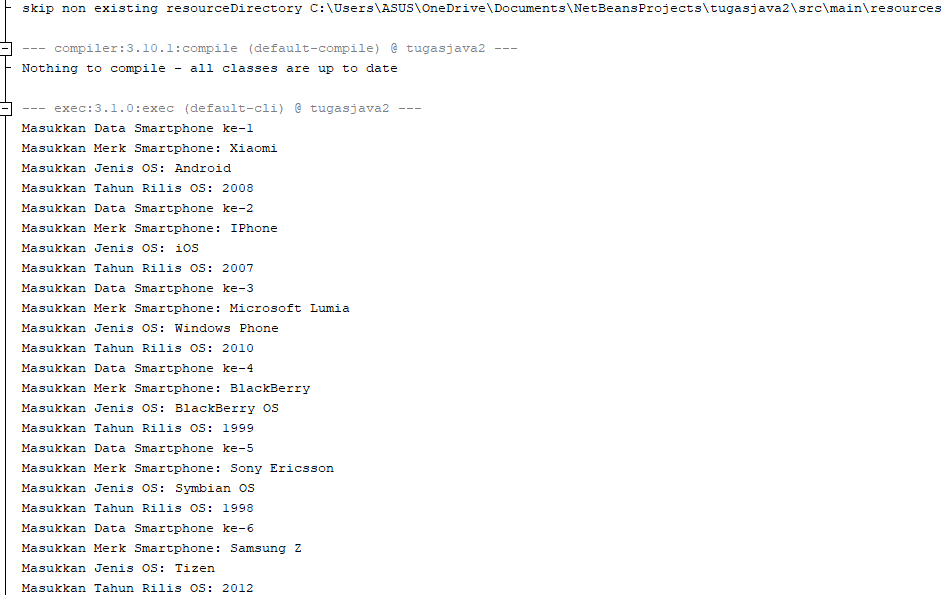 skip non existing resourceDirectory C:\Users\ASUS\OneDrive\Documents\NetBeansProjects\tugasjava2\src\main\resources
--- compiler:3.10.1:compile (default-compile) @ tugasjava2 ---
Nothing to compile - all classes are up to date
--- exec:3.1.0:exec (default-cli) @ tugasjava2 ---
Masukkan Data Smartphone ke-1
Masukkan Merk Smartphone: Xiaomi
Masukkan Jenis OS: Android
Masukkan Tahun Rilis OS: 2008
Masukkan Data Smartphone ke-2
Masukkan Merk Smartphone: IPhone
Masukkan Jenis OS: iOS
Masukkan Tahun Rilis OS: 2007
Masukkan Data Smartphone ke-3
Masukkan Merk Smartphone: Microsoft Lumia
Masukkan Jenis OS: Windows Phone
Masukkan Tahun Rilis OS: 2010
Masukkan Data Smartphone ke-4
Masukkan Merk Smartphone: BlackBerry
Masukkan Jenis OS: BlackBerry OS
Masukkan Tahun Rilis OS: 1999
Masukkan Data Smartphone ke-5
Masukkan Merk Smartphone: Sony Ericsson
Masukkan Jenis OS: Symbian OS
Masukkan Tahun Rilis OS: 1998
Masukkan Data Smartphone ke-6
Masukkan Merk Smartphone: Samsung Z
Masukkan Jenis OS: Tizen
Masukkan Tahun Rilis OS: 2012